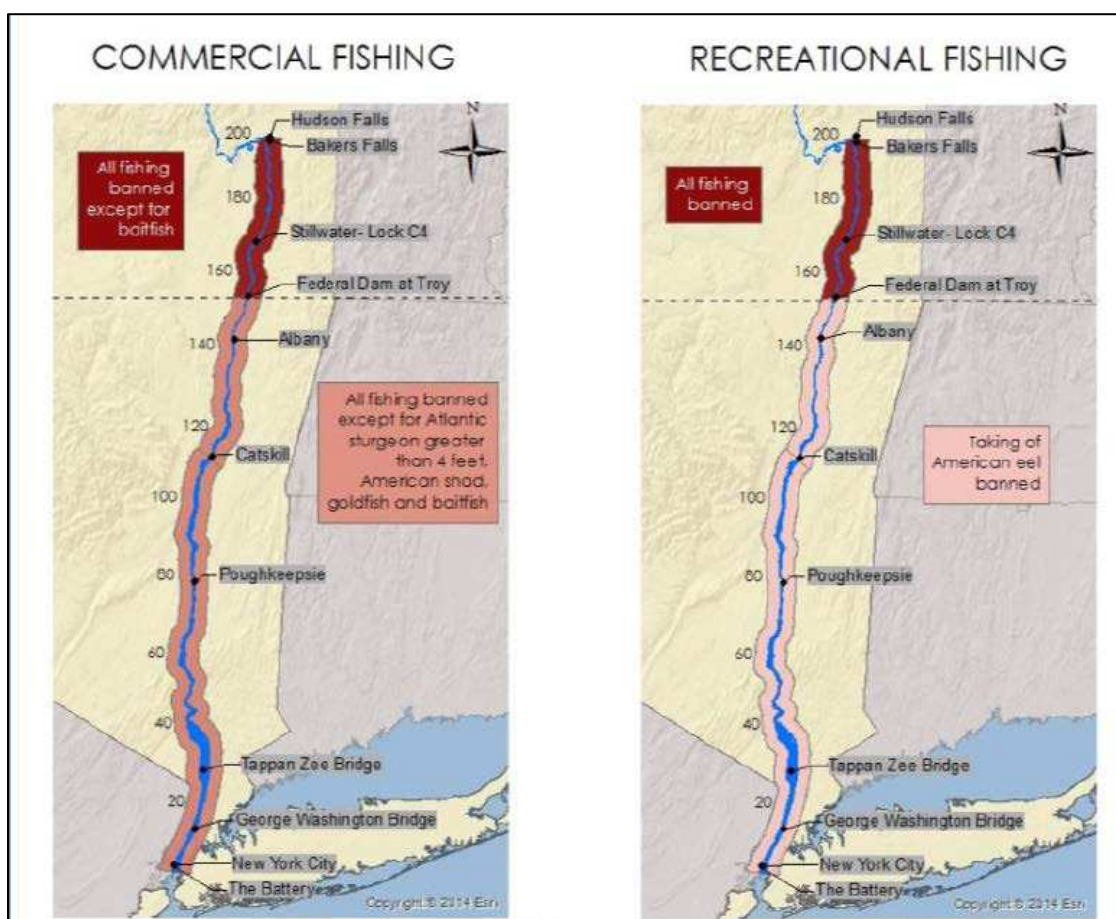 COMMERCIAL FISHING
N
Hudson Falls
200
Bakers Falls
All fishing
banned
except for
baitfish
180
Stillwater- Lock C4
160
Federal Dam at Troy
140
Albany
All fishing banned
except for Atlantic
sturgeon greater
than 4 feet,
American shad,
goldfish and baitfish
120
Catskill
100
80
Poughkeepsie
60
40
Tappan Zee Bridge
20
George Washington Bridge
New York City
The Battery
Copyright:© 2014 Esri
RECREATIONAL FISHING
N
Hudson Falls
200
Bakers Falls
All fishing
banned
180
Stillwater- Lock C4
160
Federal Dam at Troy
140
Albany
120
Catskill
Taking of
American eel
banned
100
80
Poughkeepsie
60
40
Tappan Zee Bridge
20
George Washington Bridge
New York City
The Battery
Copyright:© 2014 Esri